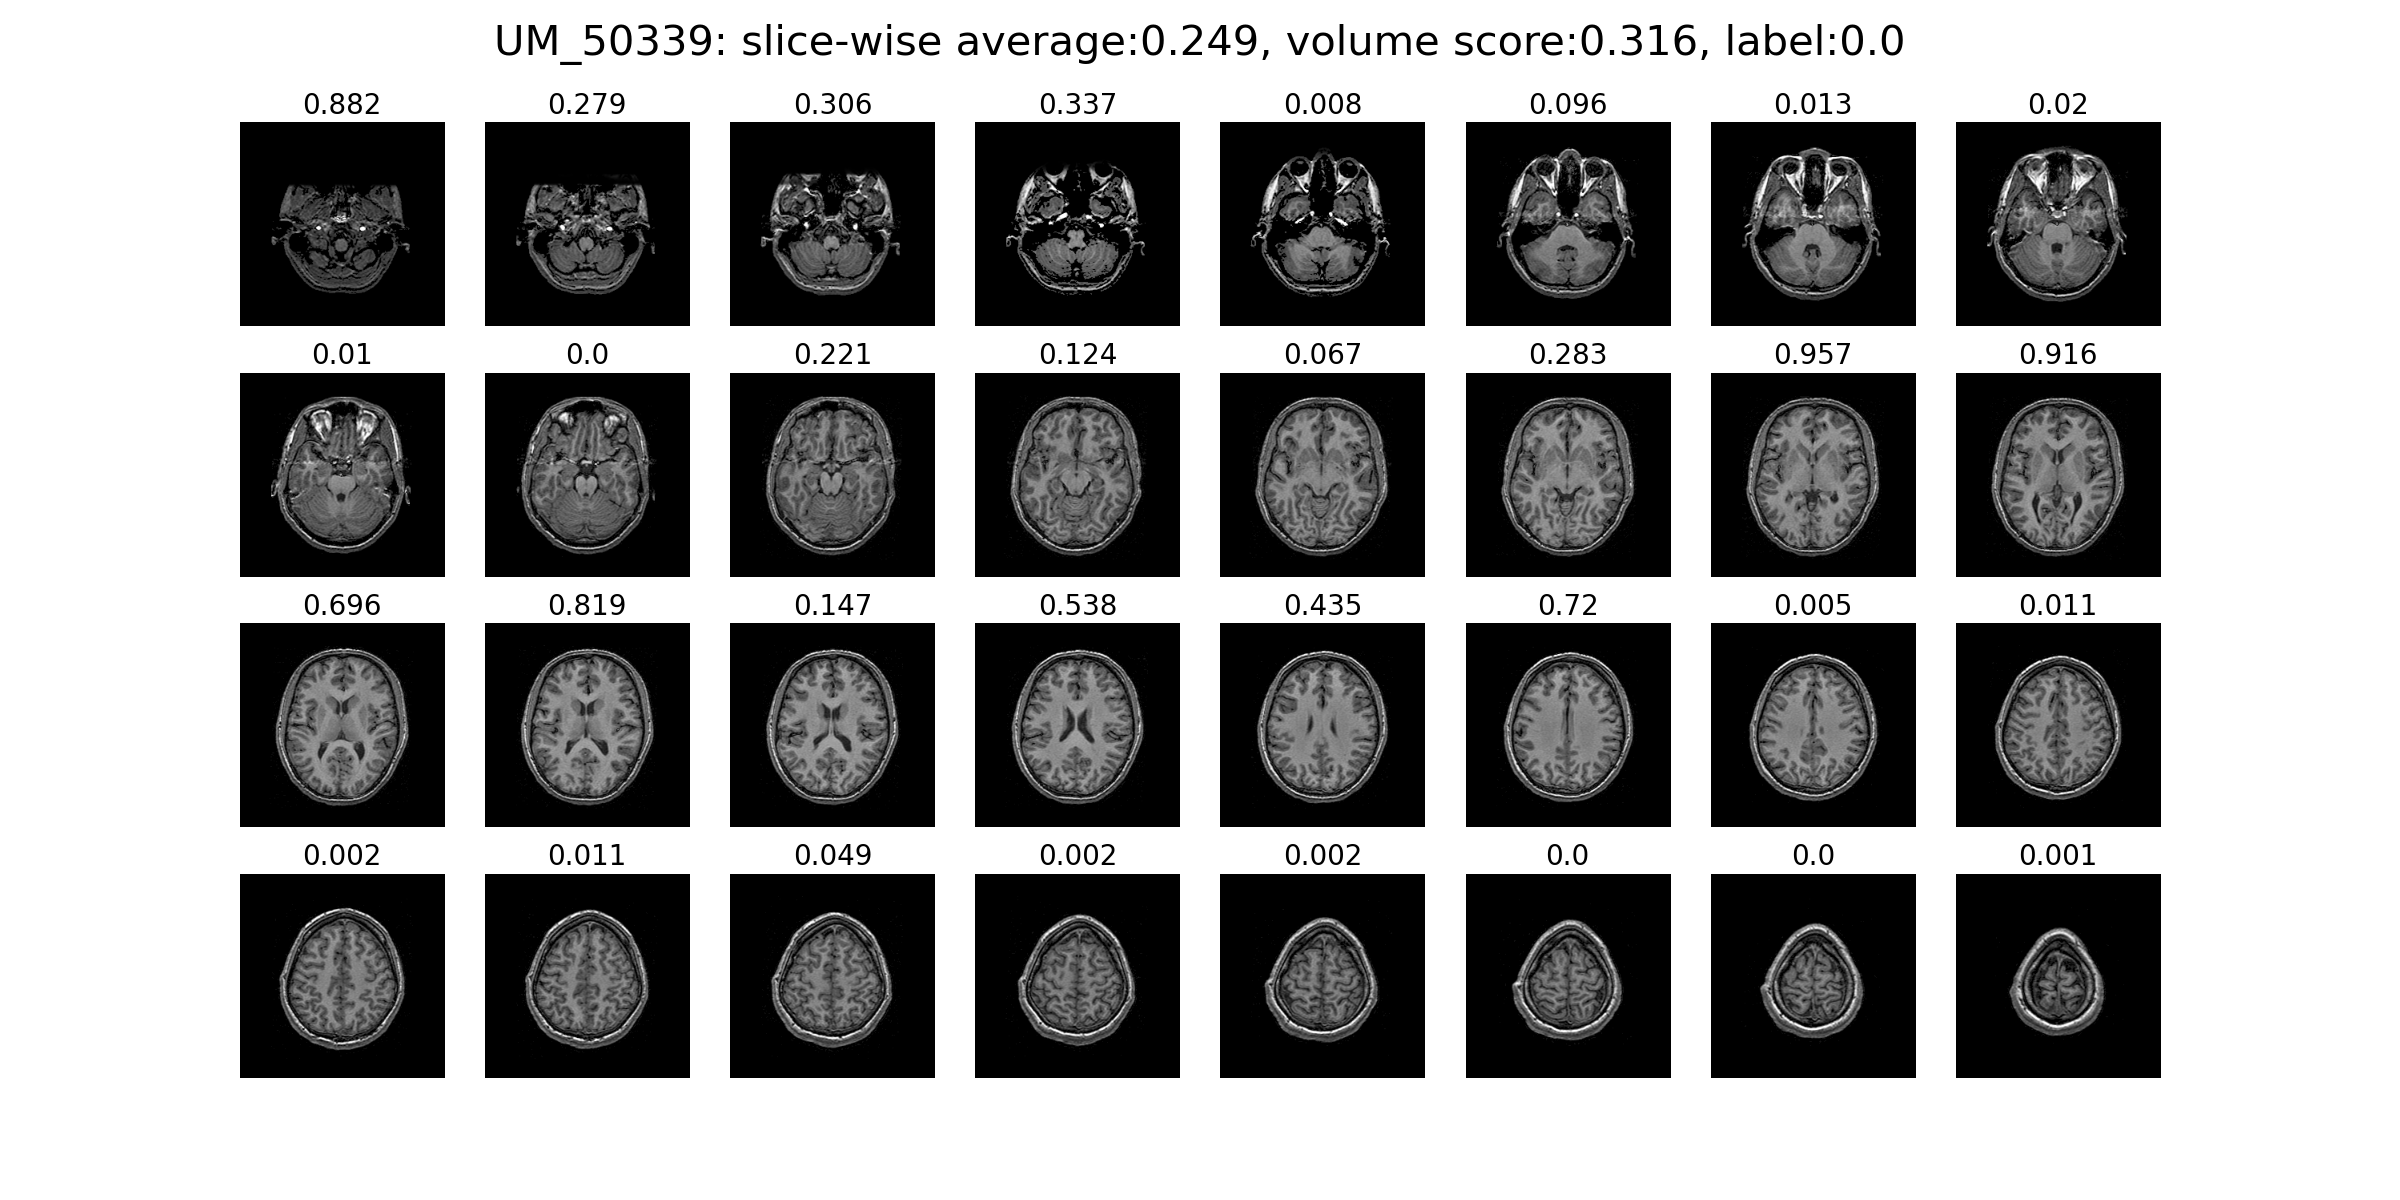 UM_50339: slice-wise average:0.249, volume score:0.316, label:0.0
0.882 0.279 0.306 0.337 0.008 0.096 0.013 0.02
0.01 0.0 0.221 0.124 0.067 0.283 0.957 0.916
0.696 0.819 0.147 0.538 0.435 0.72 0.005 0.011
0.002 0.011 0.049 0.002 0.002 0.0 0.0 0.001